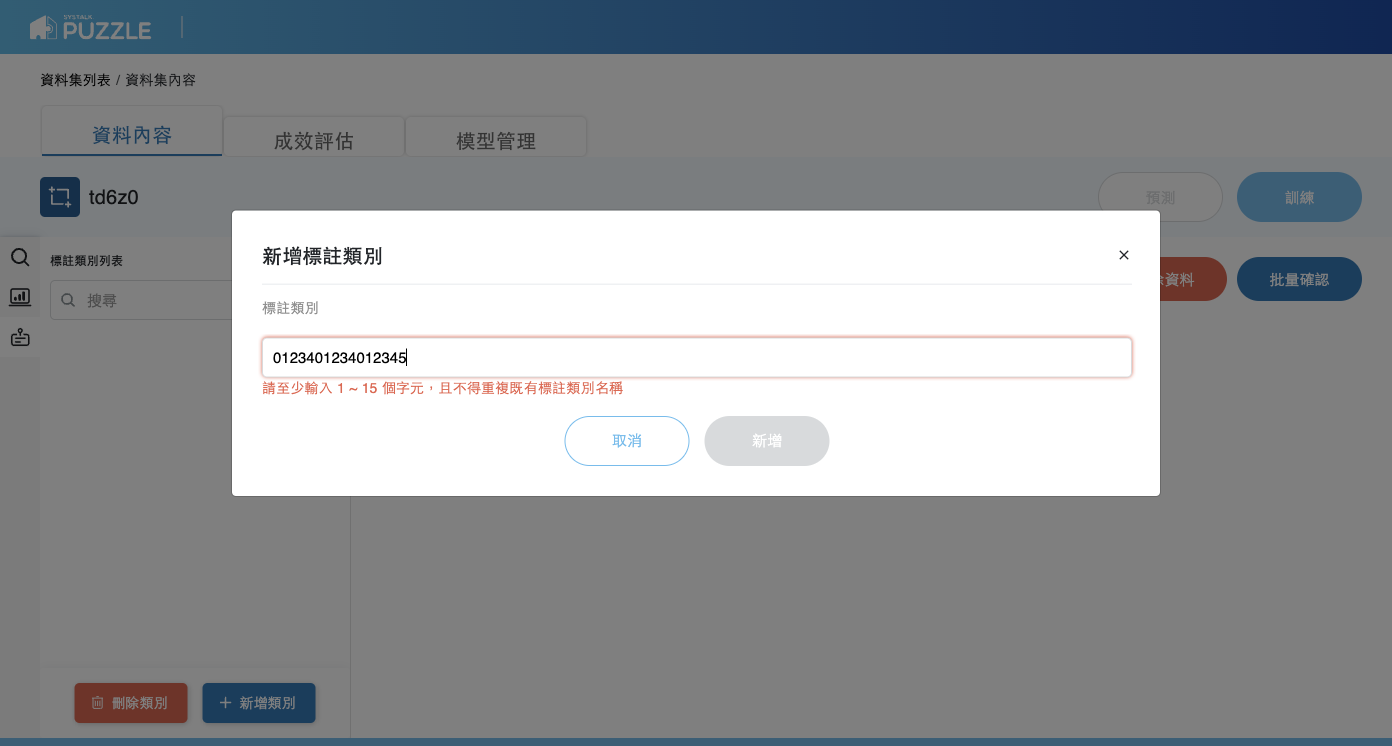 SYSTALK
PUZZLE
資料集列表 / 資料集內容
資料內容
成效評估
模型管理
td6z0
預測
訓練
標註類別列表
搜尋
資料
批量確認
新增標註類別
標註類別
0123401234012345
請至少輸入 1 ~ 15 個字元，且不得重複既有標註類別名稱
取消
新增
刪除類別
新增類別